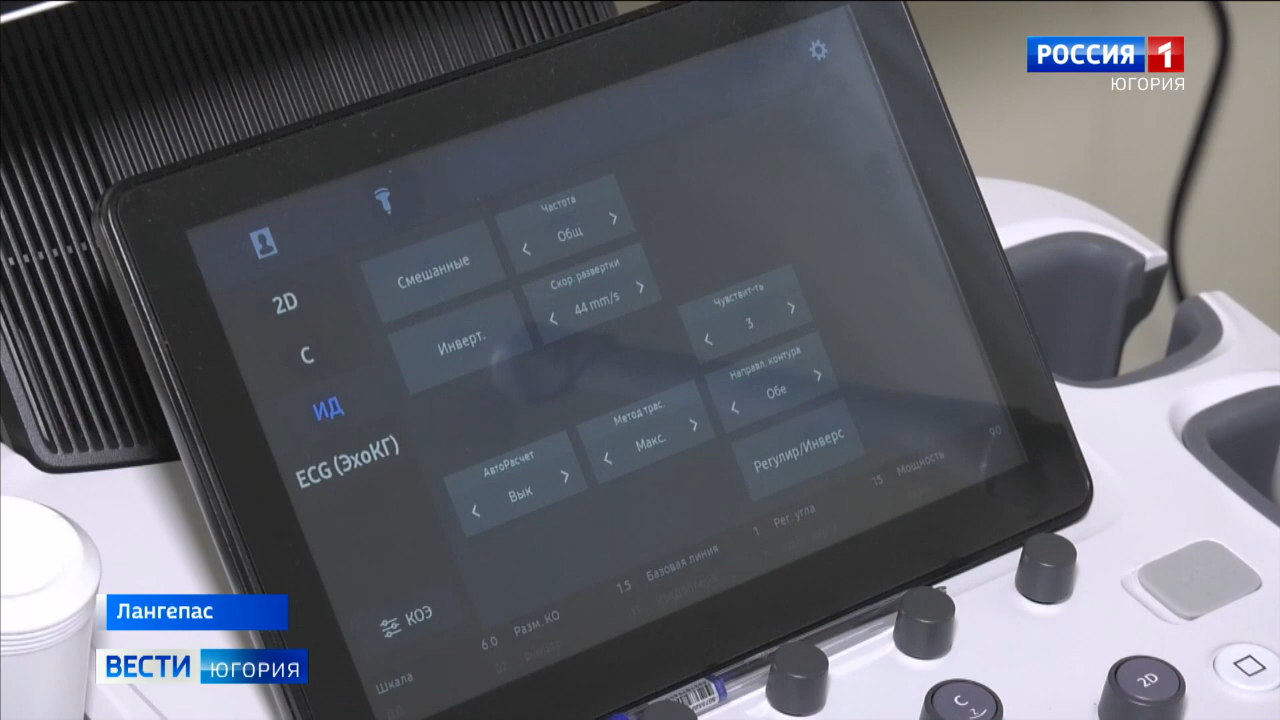 РОССИЯ 1
ЮГОРИЯ
2D
С
ИД
ECG (ЭхоКГ)
КОЭ
Смешанные
Инверт.
Частота
Общ
Скор. развертки
44 mm/s
Чувствит-ть
3
Направл. контура
Обе
Регулир/Инверс
Метод трас.
Макс.
АвтоРасчет
Вык
Шкала
6.0 Разм. КО
1.5 Базовая линия
1 Рег. угла
15 Мощность
90
Лангепас
ВЕСТИ ЮГОРИЯ
C
2D